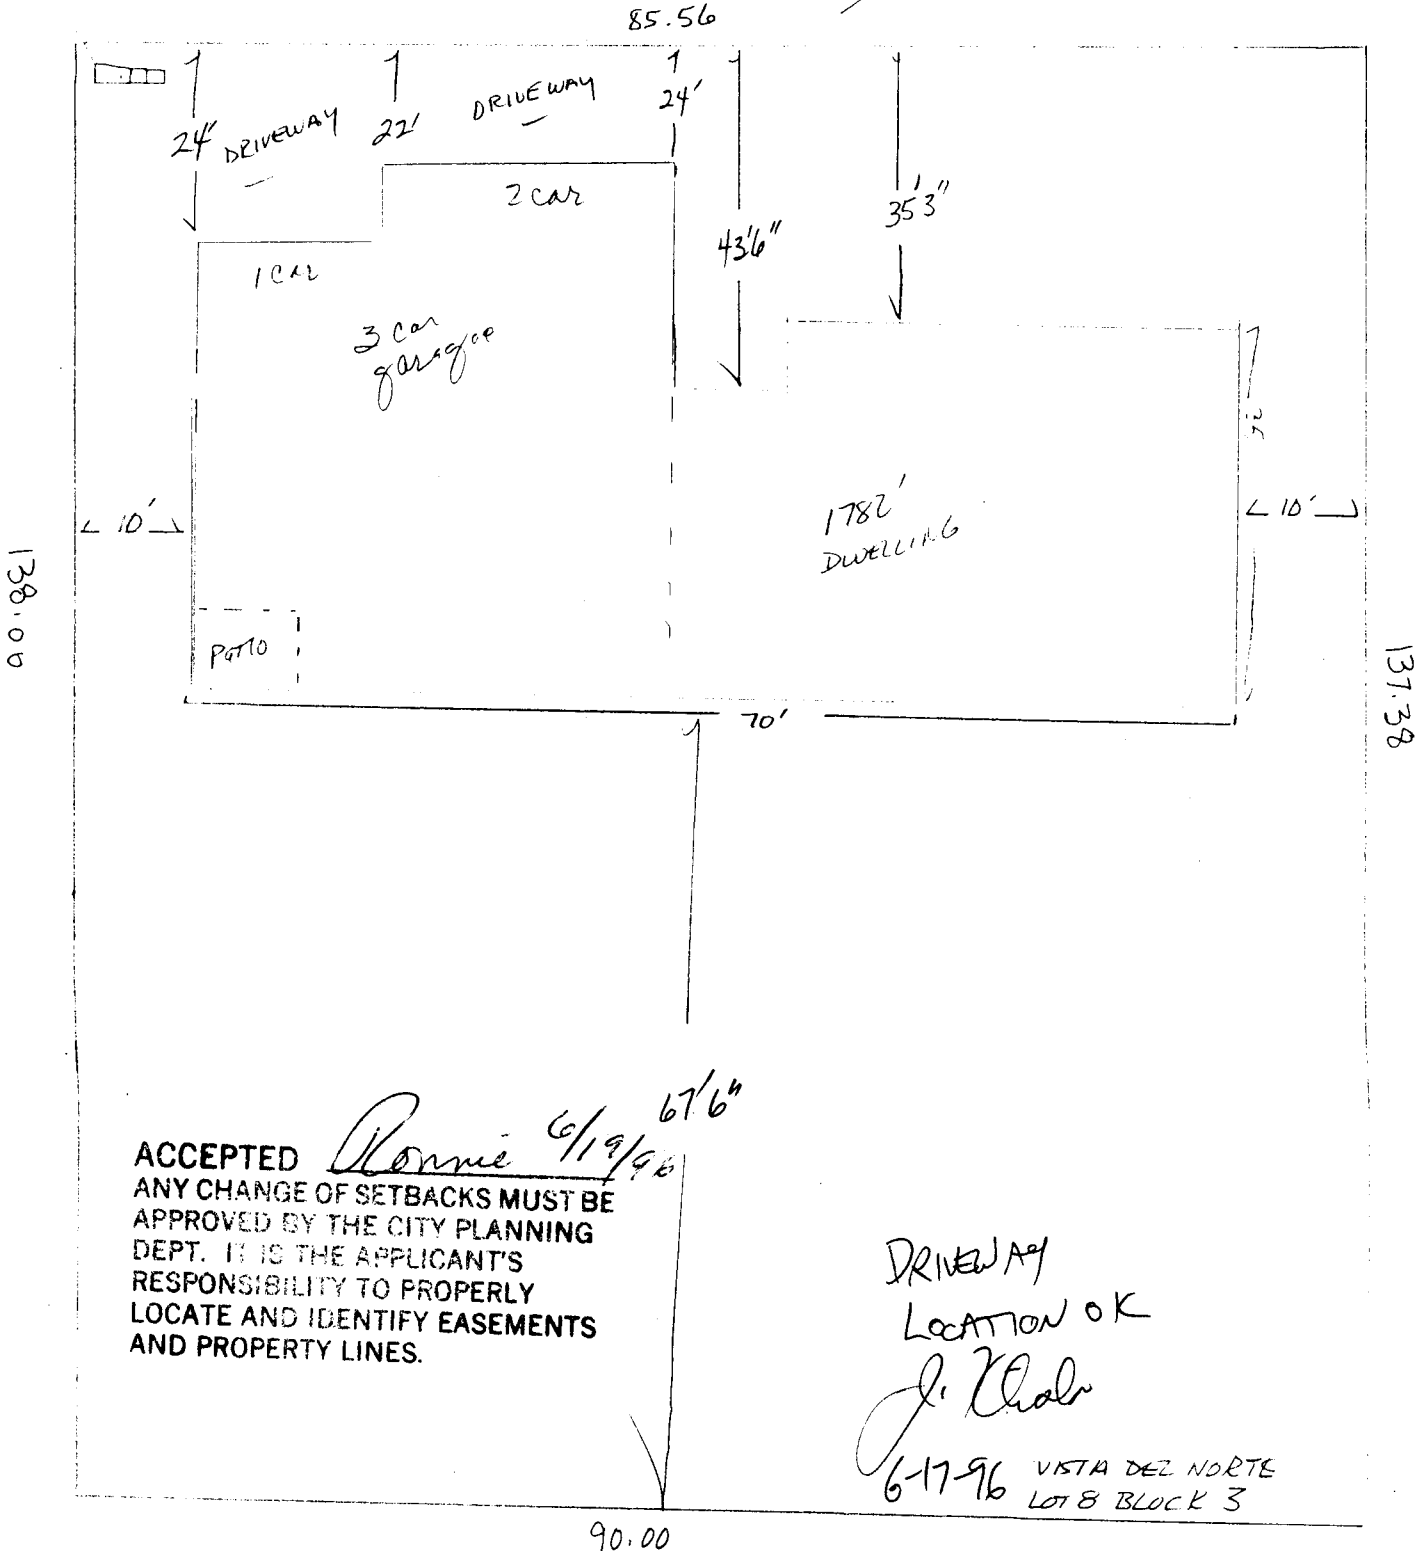 85.56
24'
DRIVEWAY
22'
DRIVEWAY
24'
43'6"
35'3"
2 car
1 car
3 car
garage
10'
1782'
DWELLING
10'
138.00
137.38
Patio
70'
67'6"
ACCEPTED Ronnie 6/19/96
ANY CHANGE OF SETBACKS MUST BE
APPROVED BY THE CITY PLANNING
DEPT. IT IS THE APPLICANT'S
RESPONSIBILITY TO PROPERLY
LOCATE AND IDENTIFY EASEMENTS
AND PROPERTY LINES.
DRIVEWAY
LOCATION OK
6-17-96
VISTA DEL NORTE
LOT 8 BLOCK 3
90.00